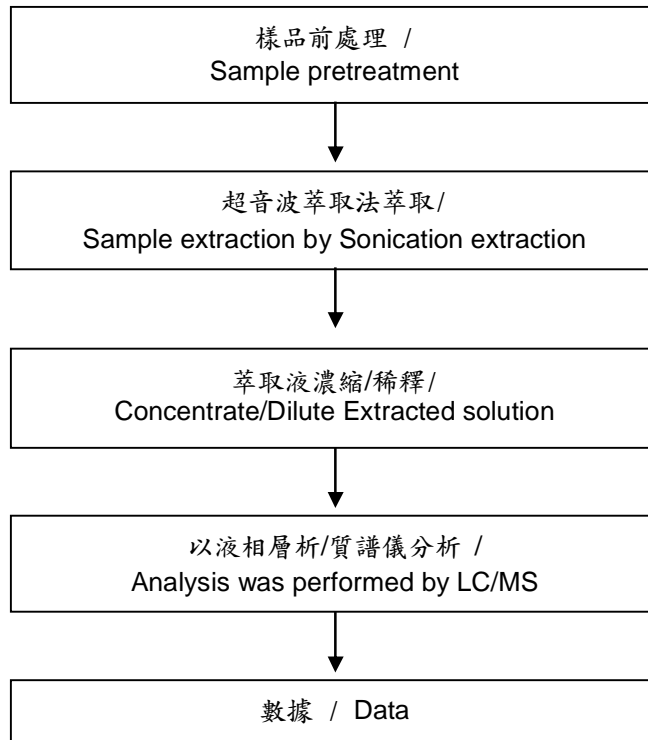 樣品前處理 /
Sample pretreatment
超音波萃取法萃取/
Sample extraction by Sonication extraction
萃取液濃縮/稀釋/
Concentrate/Dilute Extracted solution
以液相層析/質譜儀分析 /
Analysis was performed by LC/MS
數據 / Data